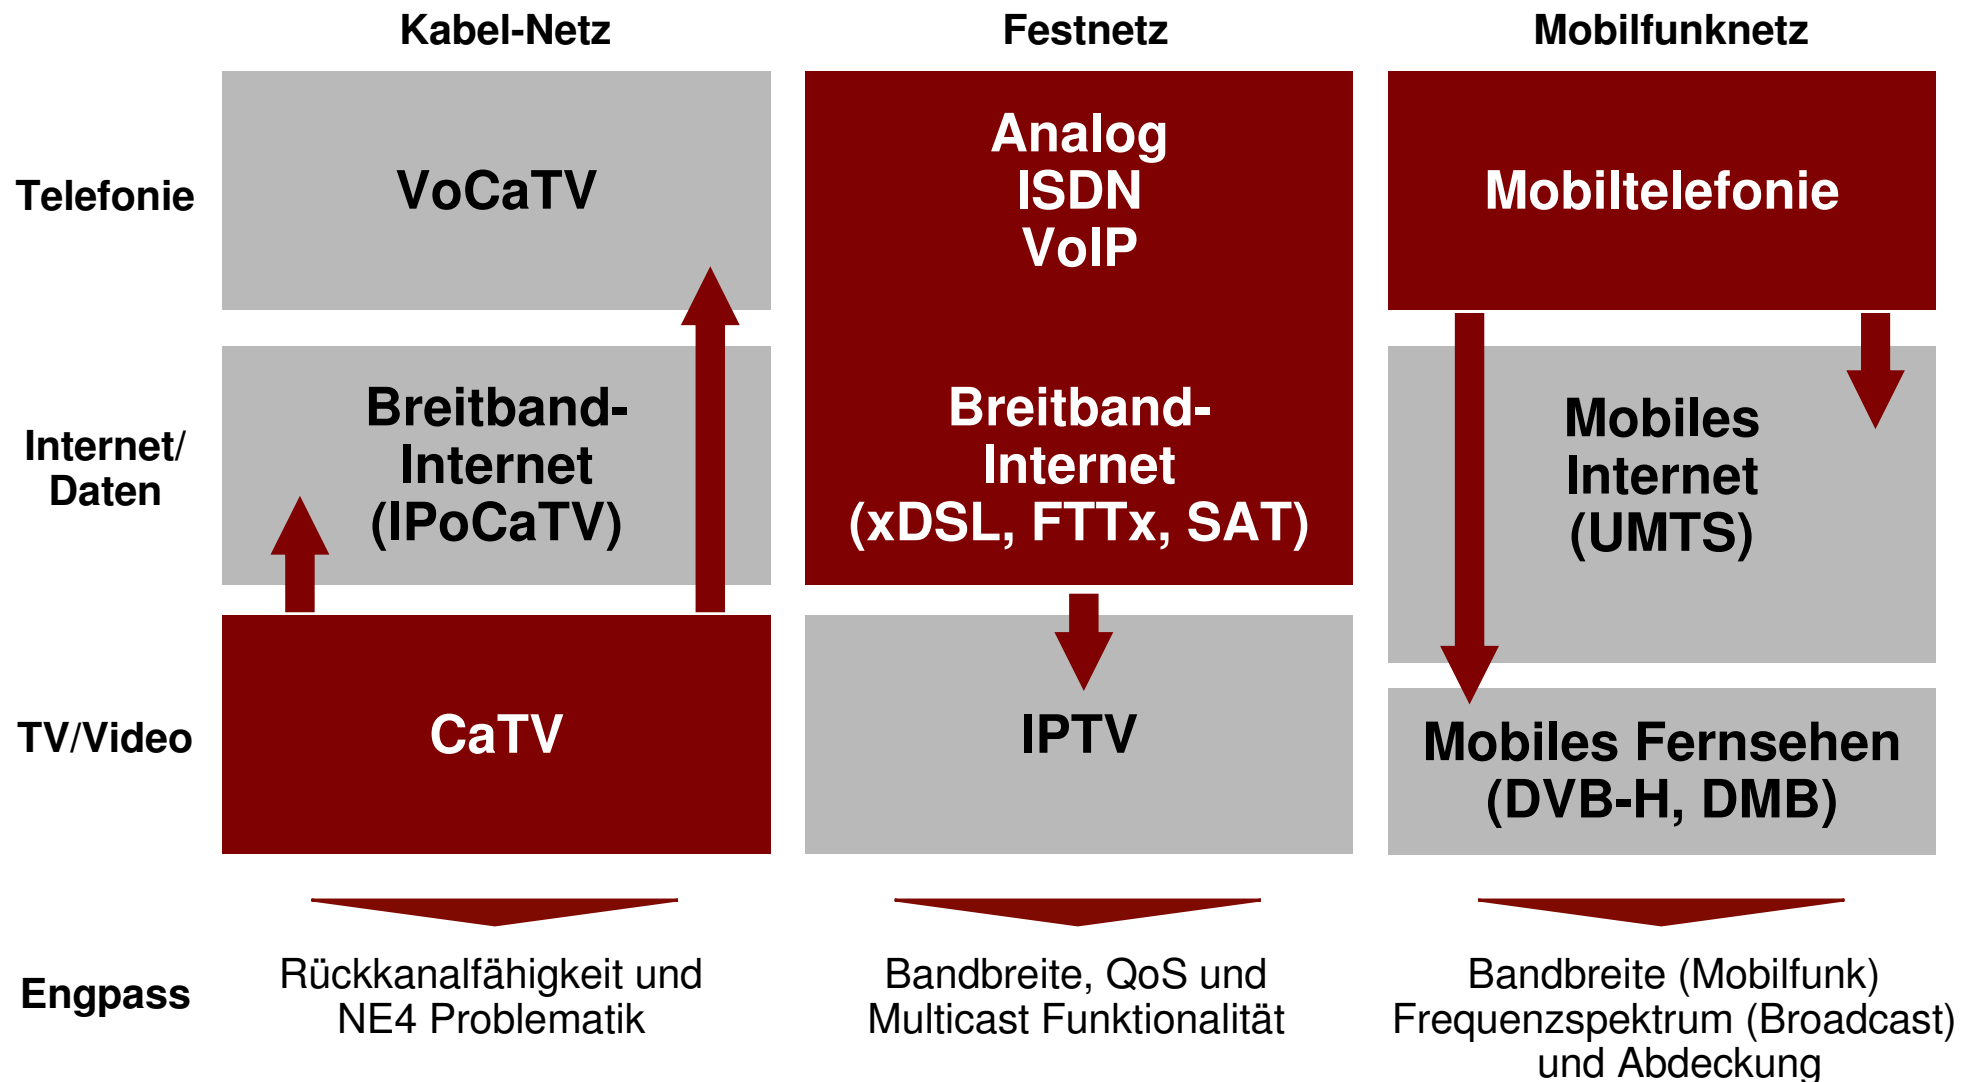 Kabel-Netz
Festnetz
Mobilfunknetz
Telefonie
VoCaTV
Analog
ISDN
VoIP
Mobiltelefonie
Internet/
Daten
Breitband-
Internet
(IPoCaTV)
Breitband-
Internet
(xDSL, FTTx, SAT)
Mobiles
Internet
(UMTS)
TV/Video
CaTV
IPTV
Mobiles Fernsehen
(DVB-H, DMB)
Engpass
Rückkanalfähigkeit und
NE4 Problematik
Bandbreite, QoS und
Multicast Funktionalität
Bandbreite (Mobilfunk)
Frequenzspektrum (Broadcast)
und Abdeckung